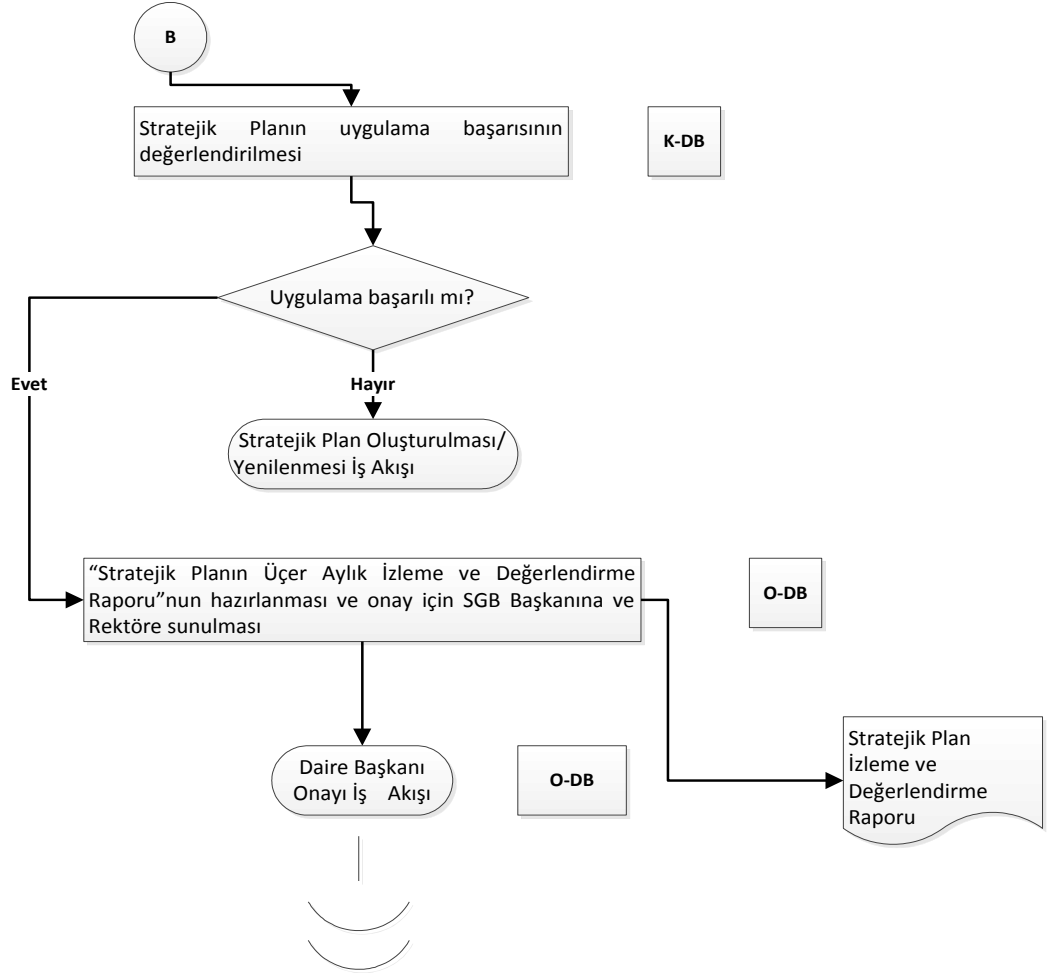 B
Stratejik Planın uygulama başarısının
değerlendirilmesi
K-DB
Uygulama başarılı mı?
Evet
Hayır
Stratejik Plan Oluşturulması/
Yenilenmesi İş Akışı
“Stratejik Planın Üçer Aylık İzleme ve Değerlendirme
Raporu”nun hazırlanması ve onay için SGB Başkanına ve
Rektöre sunulması
O-DB
Daire Başkanı
Onayı İş Akışı
O-DB
Stratejik Plan
İzleme ve
Değerlendirme
Raporu